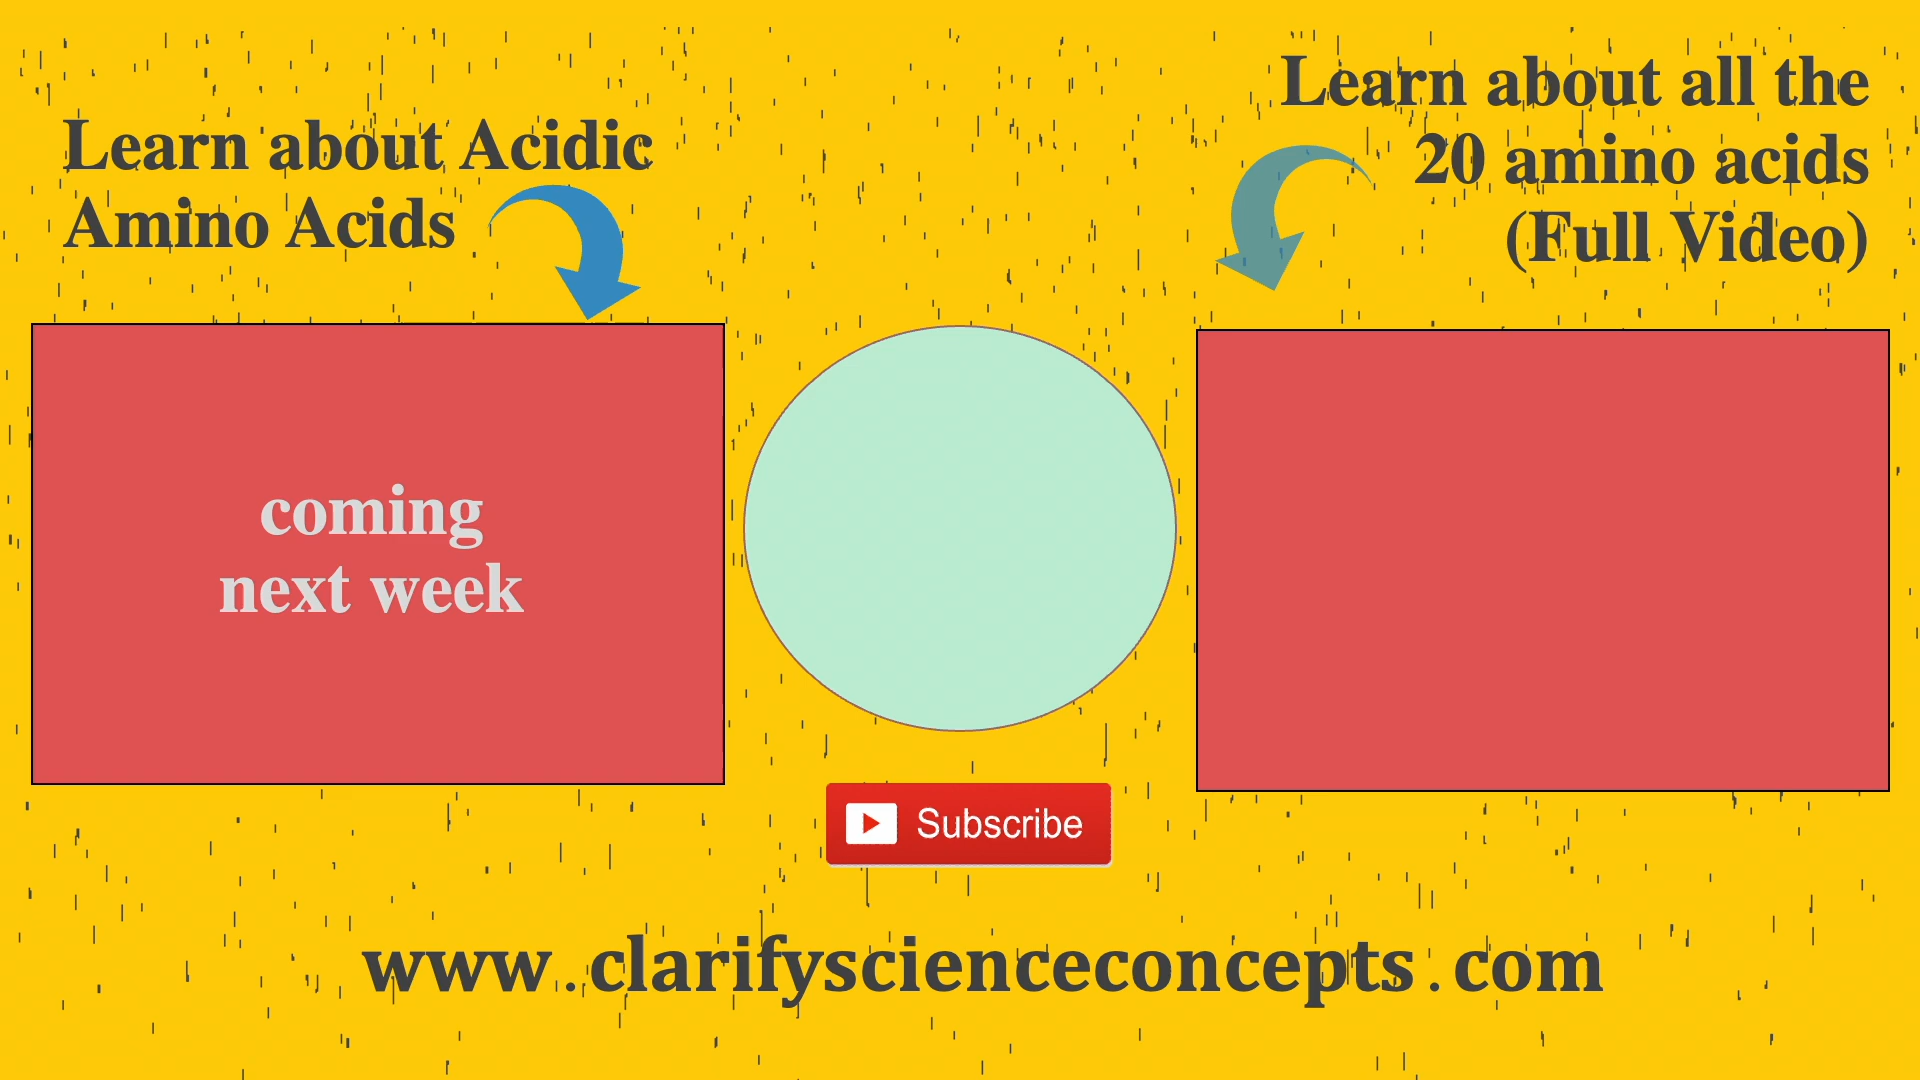 Learn about Acidic
Amino Acids
Learn about all the
20 amino acids
(Full Video)
coming
next week
Subscribe
www.clarifyscienceconcepts.com